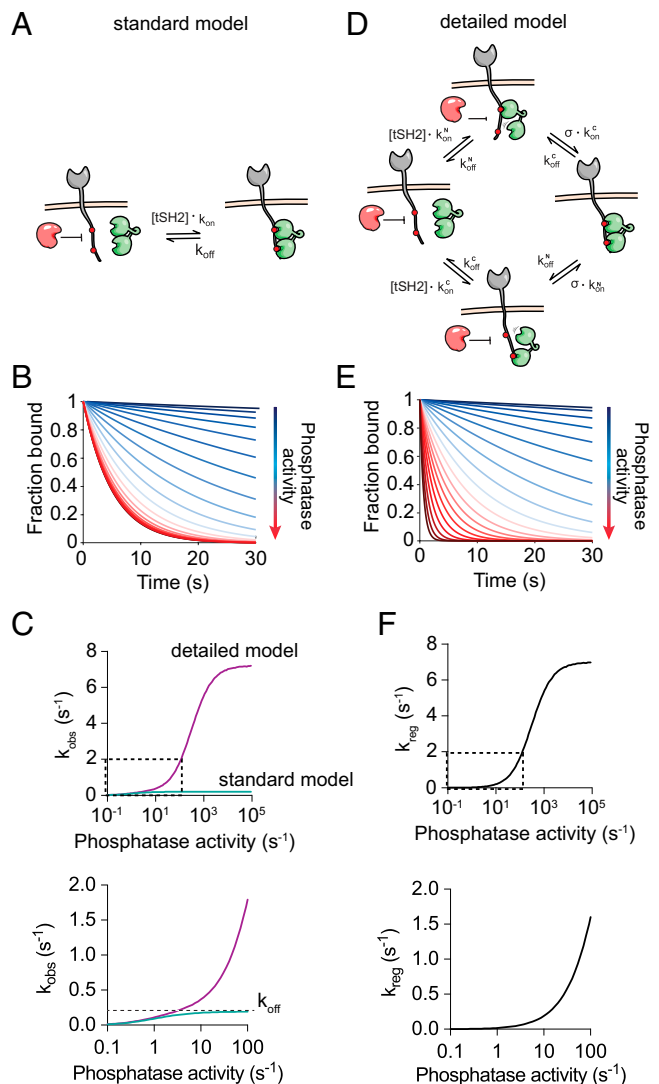 A
standard model
[tSH2]· kon
koff
D
detailed model
[tSH2]· kᴺon
kᴺoff
σ· kᶜon
kᶜoff
kᶜoff
[tSH2]· kᶜon
kᴺoff
σ· kᴺon
B
Fraction bound
1
0.8
0.6
0.4
0.2
0
0 10 20 30
Time (s)
Phosphatase activity
E
Fraction bound
1
0.8
0.6
0.4
0.2
0
0 10 20 30
Time (s)
Phosphatase activity
C
detailed model
standard model
kobs (s⁻¹)
8
6
4
2
0
10⁻¹ 10¹ 10³ 10⁵
Phosphatase activity (s⁻¹)
kobs (s⁻¹)
2.0
1.5
1.0
0.5
0.0
koff
0.1 1 10 100
Phosphatase activity (s⁻¹)
F
kreg (s⁻¹)
8
6
4
2
0
10⁻¹ 10¹ 10³ 10⁵
Phosphatase activity (s⁻¹)
kreg (s⁻¹)
2.0
1.5
1.0
0.5
0.0
0.1 1 10 100
Phosphatase activity (s⁻¹)